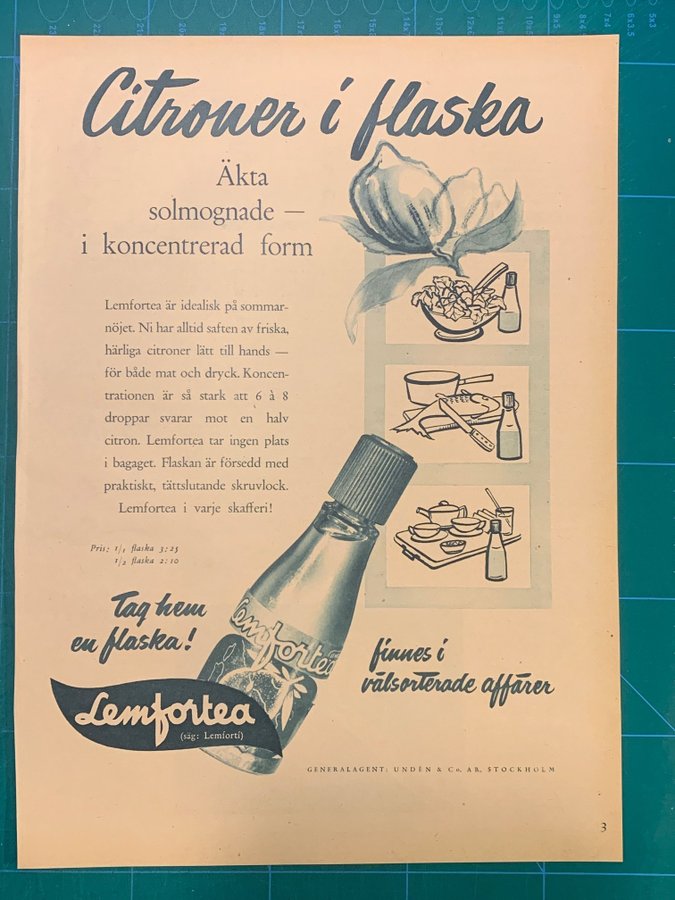 Citroner i flaska
Äkta
solmognade —
i koncentrerad form
Lemfortea är idealisk på sommar-
nöjet. Ni har alltid saften av friska,
härliga citroner lätt till hands —
för både mat och dryck. Koncen-
trationen är så stark att 6 à 8
droppar svarar mot en halv
citron. Lemfortea tar ingen plats
i bagaget. Flaskan är försedd med
praktiskt, tättslutande skruvlock.
Lemfortea i varje skafferi!
Pris: 1/1 flaska 3:25
1/2 flaska 2:10
Tag hem
en flaska!
Lemfortea
Lemfortea
(säg: Lemfortí)
finnes i
välsorterade affärer
GENERALAGENT: UNDÉN & Co. AB, STOCKHOLM
3